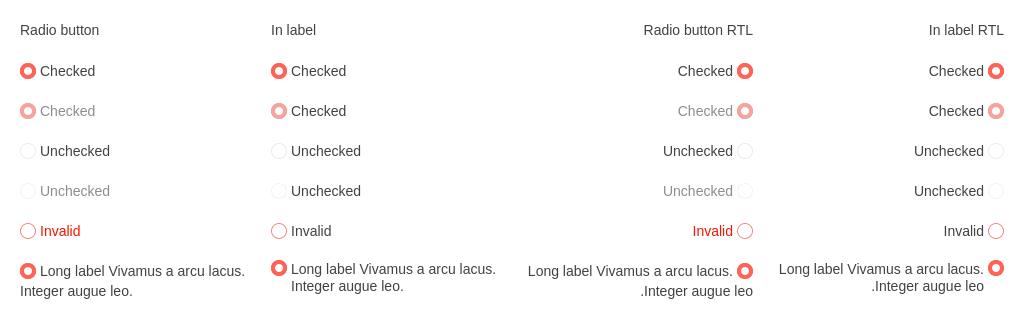 Radio button
Checked
Checked
Unchecked
Unchecked
Invalid
Long label Vivamus a arcu lacus.
Integer augue leo.
In label
Checked
Checked
Unchecked
Unchecked
Invalid
Long label Vivamus a arcu lacus.
Integer augue leo.
Radio button RTL
Checked
Checked
Unchecked
Unchecked
Invalid
Long label Vivamus a arcu lacus.
.Integer augue leo
In label RTL
Checked
Checked
Unchecked
Unchecked
Invalid
Long label Vivamus a arcu lacus.
.Integer augue leo